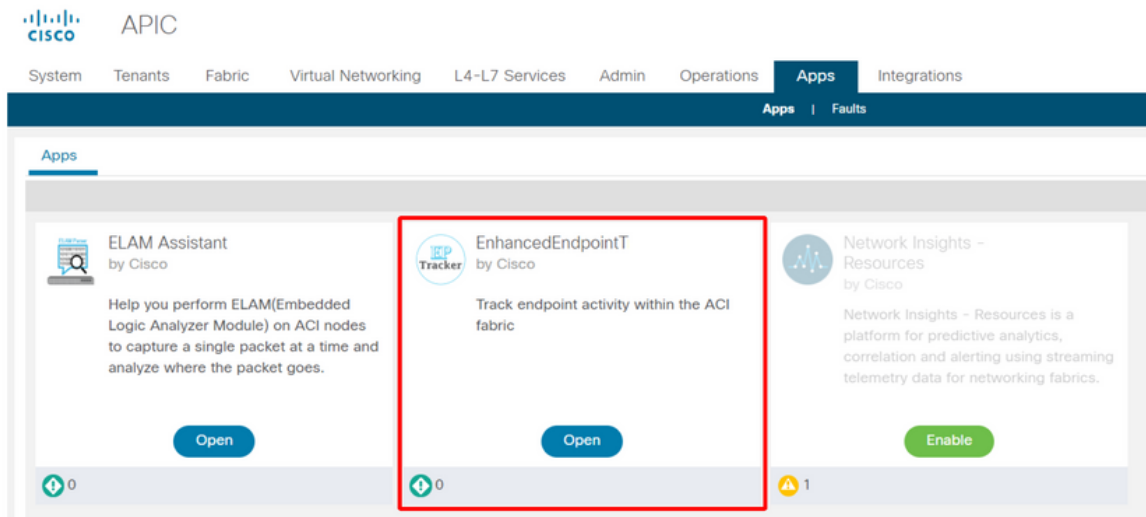 CISCO
APIC
System Tenants Fabric Virtual Networking L4-L7 Services Admin Operations Apps Integrations
Apps | Faults
Apps
ELAM Assistant
by Cisco
Help you perform ELAM(Embedded
Logic Analyzer Module) on ACI nodes
to capture a single packet at a time and
analyze where the packet goes.
Open
0
EP
Tracker
EnhancedEndpointT
by Cisco
Track endpoint activity within the ACI
fabric
Open
0
Network Insights -
Resources
by Cisco
Network Insights - Resources is a
platform for predictive analytics,
correlation and alerting using streaming
telemetry data for networking fabrics.
Enable
1